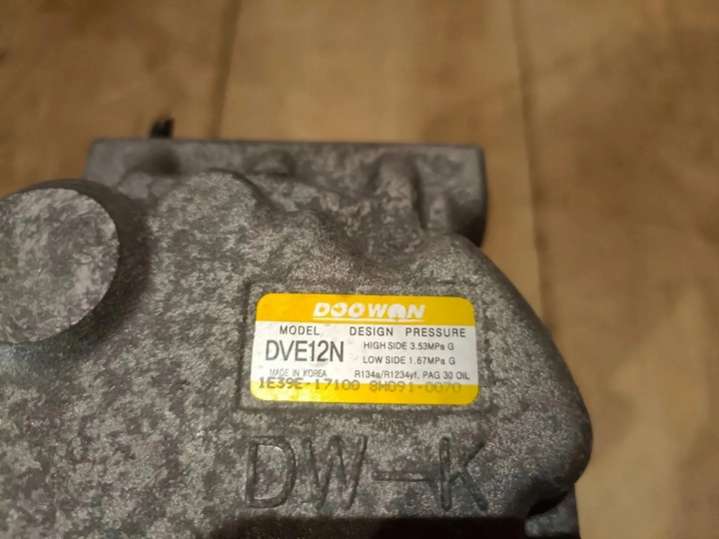 DOOWON
MODEL DESIGN PRESSURE
DVE12N HIGH SIDE 3.53MPa G
LOW SIDE 1.67MPa G
MADE IN KOREA R134a/R1234yf, PAG 30 OIL
1E39E-17100 8H091-0070
DW-K